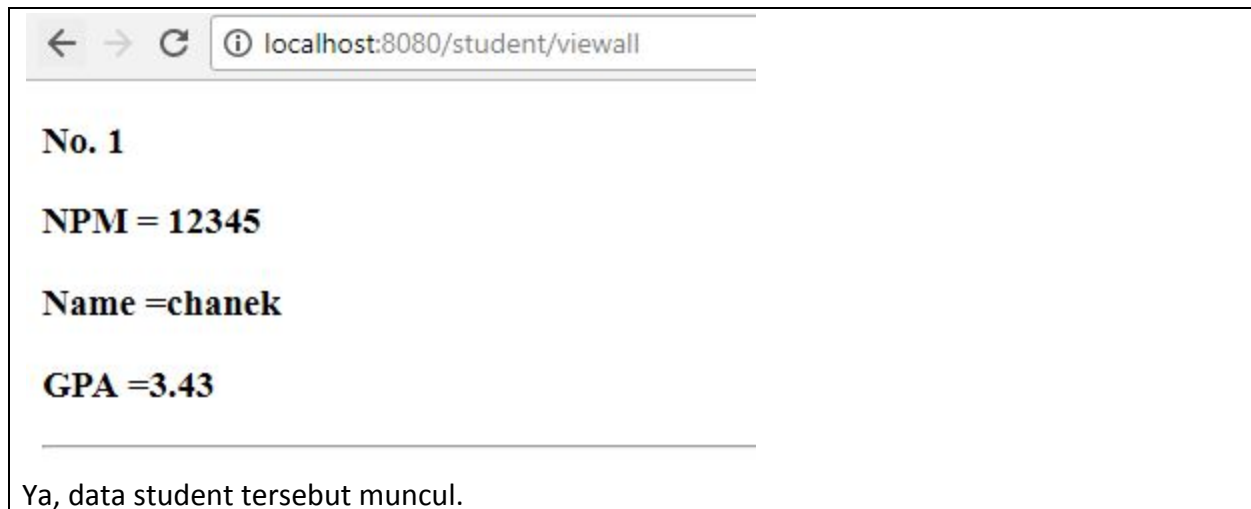 localhost:8080/student/viewall
No. 1
NPM = 12345
Name =chanek
GPA =3.43
Ya, data student tersebut muncul.